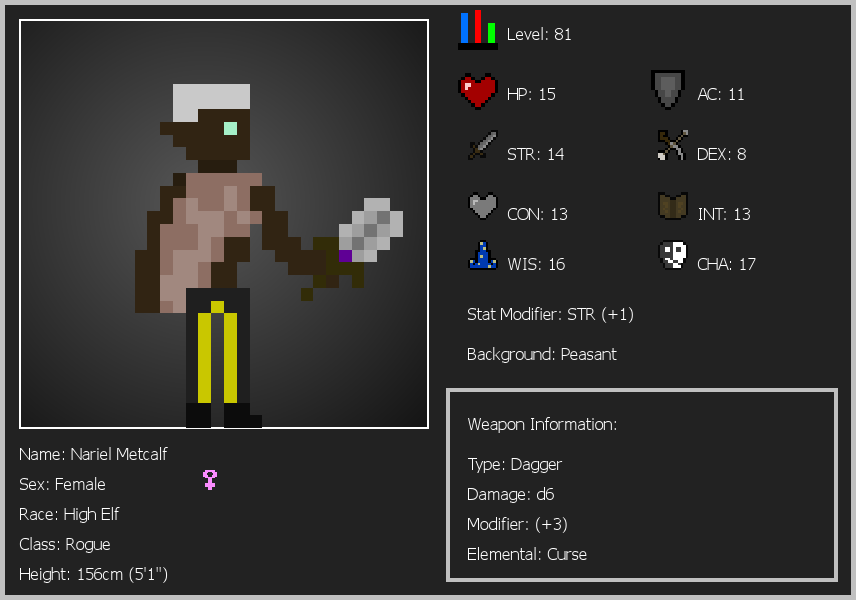 Level: 81
HP: 15
AC: 11
STR: 14
DEX: 8
CON: 13
INT: 13
WIS: 16
CHA: 17
Stat Modifier: STR (+1)
Background: Peasant
Weapon Information:
Type: Dagger
Damage: d6
Modifier: (+3)
Elemental: Curse
Name: Nariel Metcalf
Sex: Female
Race: High Elf
Class: Rogue
Height: 156cm (5'1")